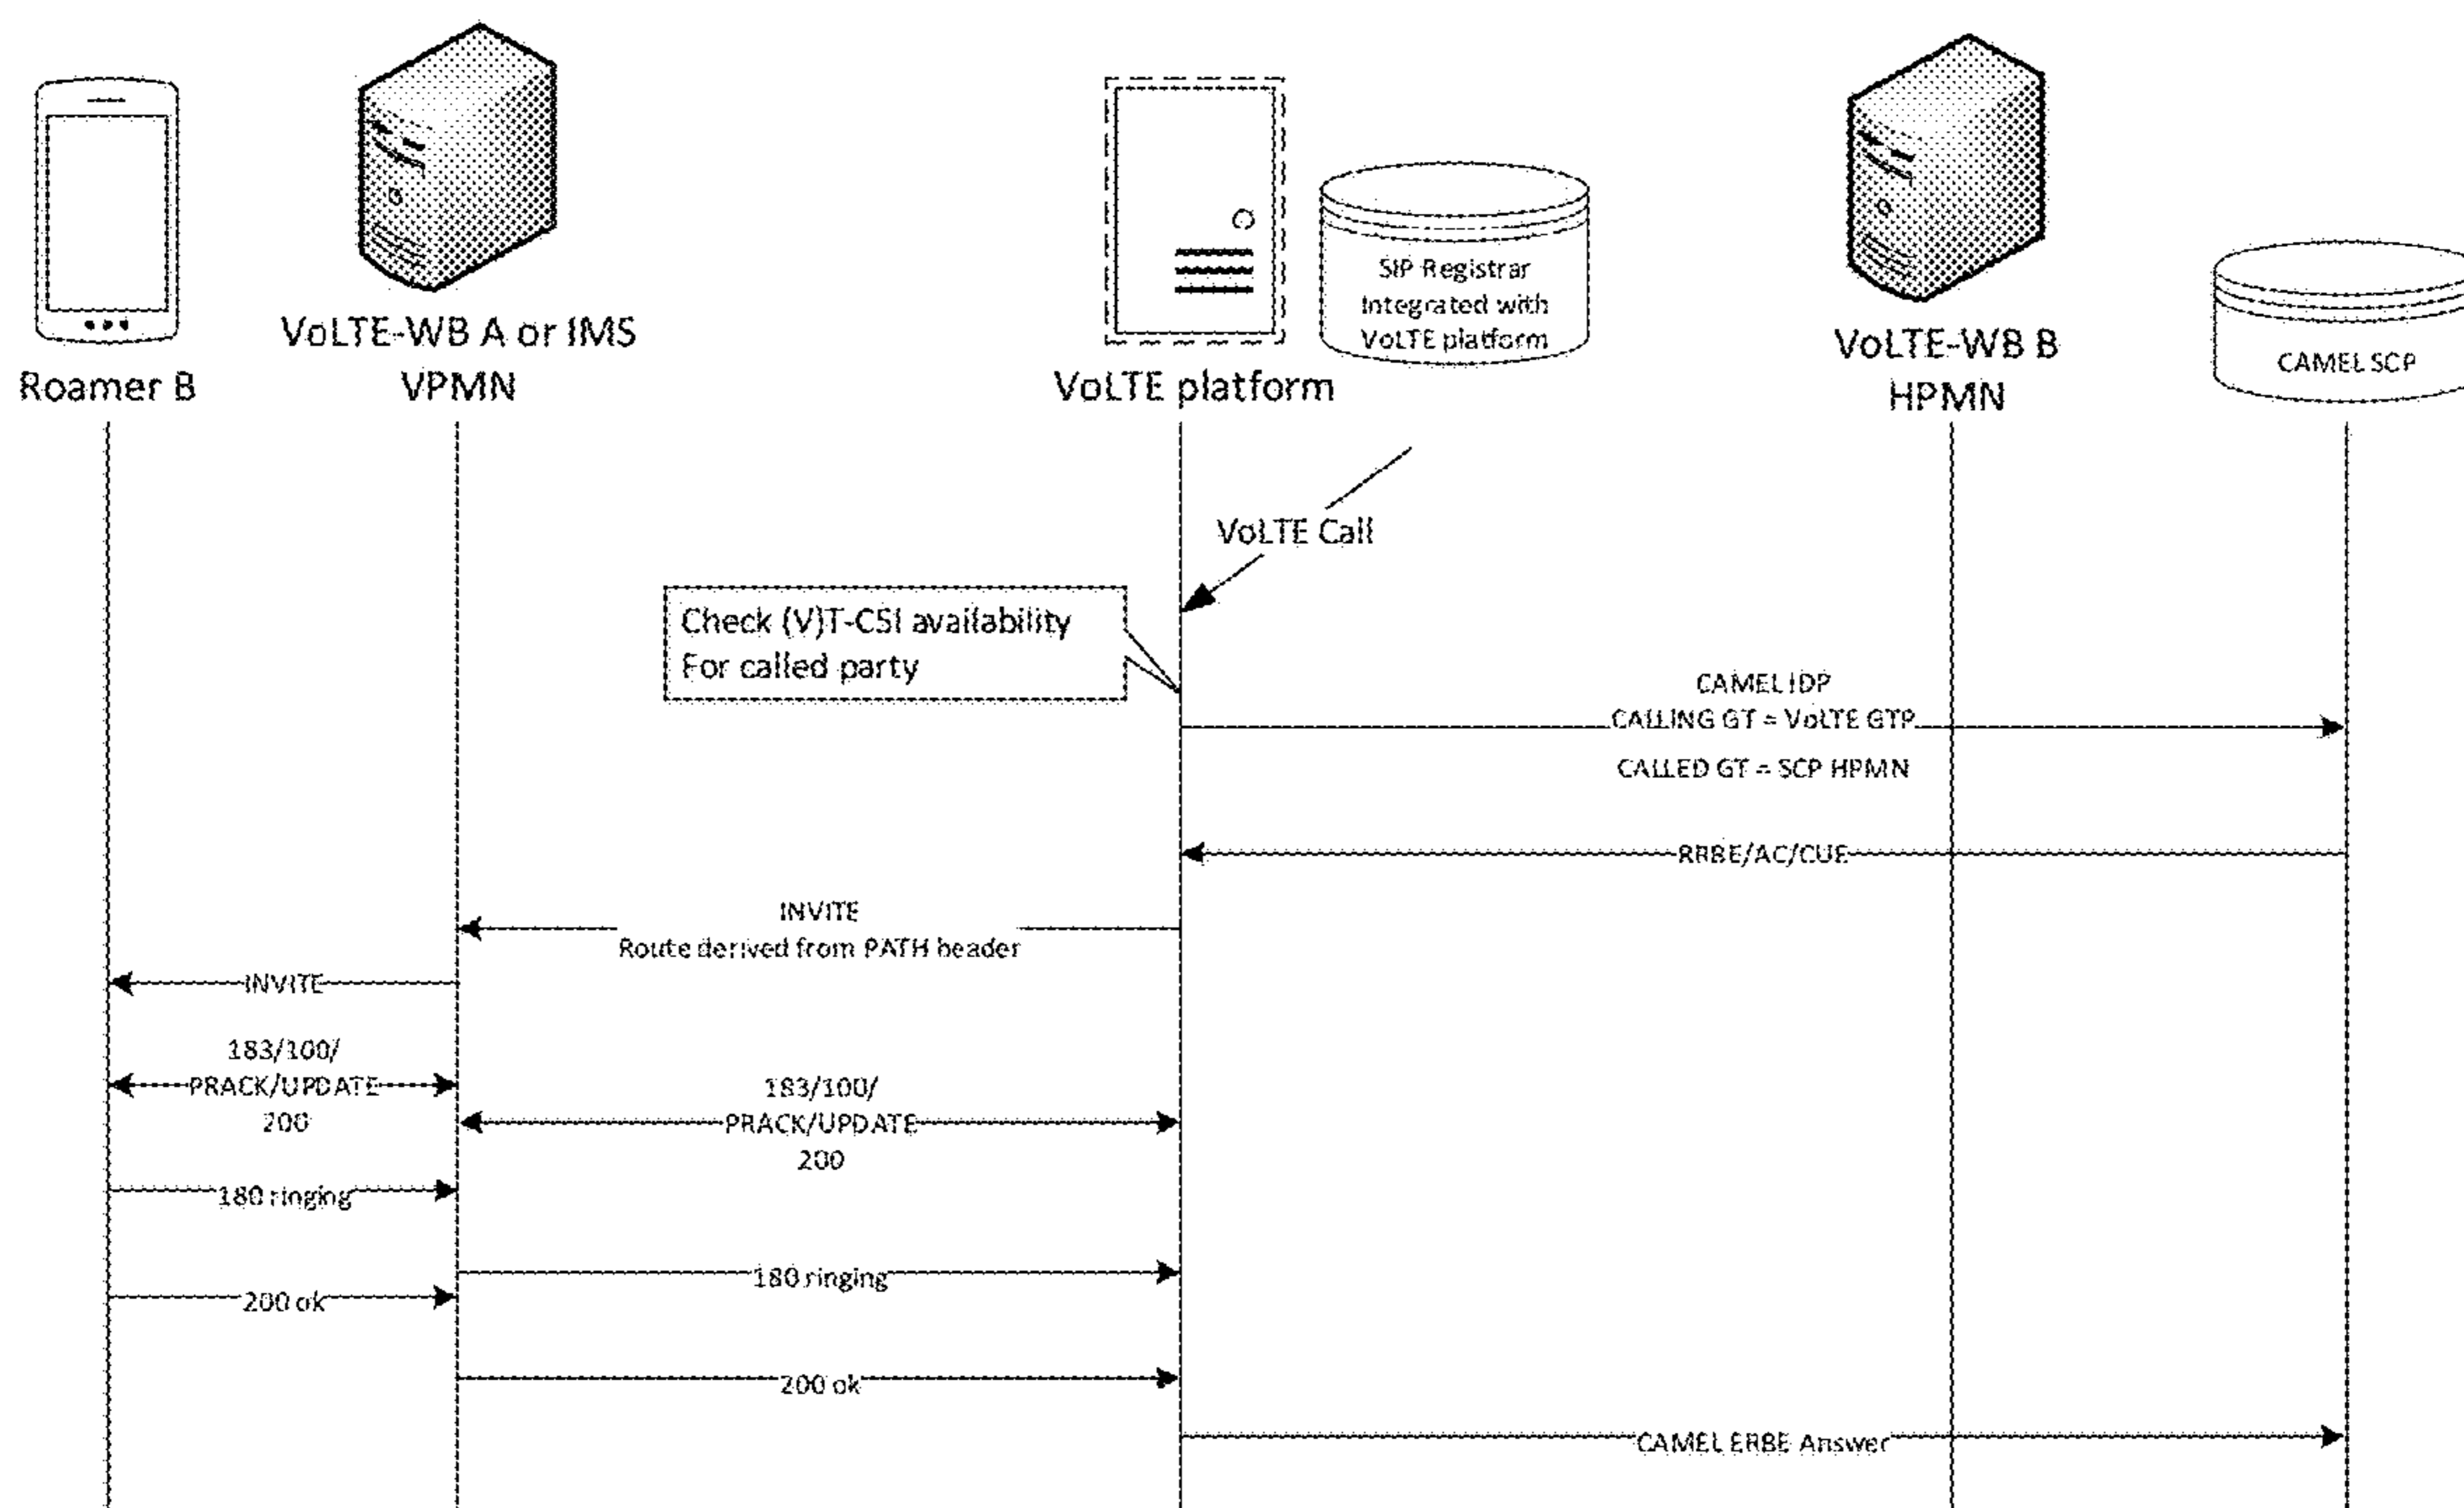 SIP Registrar
Integrated with
VoLTE platform
CAMEL SCP
Roamer B
VoLTE-WB A or IMS
VPMN
VoLTE platform
VoLTE-WB B
HPMN
VoLTE Call
Check (V)T-CSI availability
For called party
CAMEL IDP
CALLING GT = VoLTE GTP
CALLED GT = SCP HPMN
RRBE/AC/CUE
INVITE
Route derived from PATH header
INVITE
183/100/
PRACK/UPDATE
200
183/100/
PRACK/UPDATE
200
180 ringing
180 ringing
200 ok
200 ok
CAMEL ERBE Answer